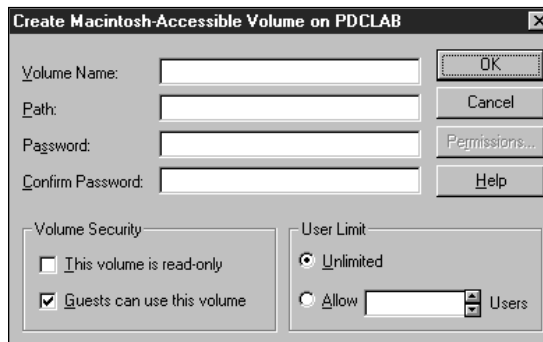 Create Macintosh-Accessible Volume on PDCLAB
Volume Name:
OK
Path:
Cancel
Password:
Permissions...
Confirm Password:
Help
Volume Security
User Limit
This volume is read-only
Unlimited
Guests can use this volume
Allow
Users